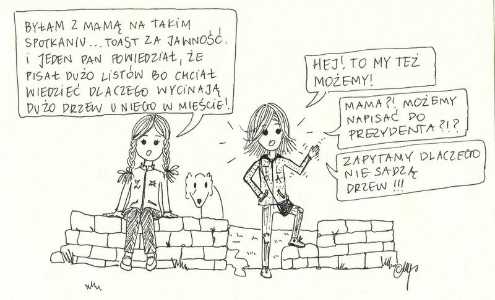 BYŁAM Z MAMĄ NA TAKIM
SPOTKANIU...TOAST ZA JAWNOŚĆ.
I JEDEN PAN POWIEDZIAŁ, ŻE
PISAŁ DUŻO LISTÓW BO CHCIAŁ
WIEDZIEĆ DLACZEGO WYCINAJĄ
DUŻO DRZEW U NIEGO W MIEŚCIE!
HEJ! TO MY TEŻ
MOŻEMY!
MAMA?! MOŻEMY
NAPISAĆ DO
PREZYDENTA?!?
ZAPYTAMY DLACZEGO
NIE SADZĄ
DRZEW!!!